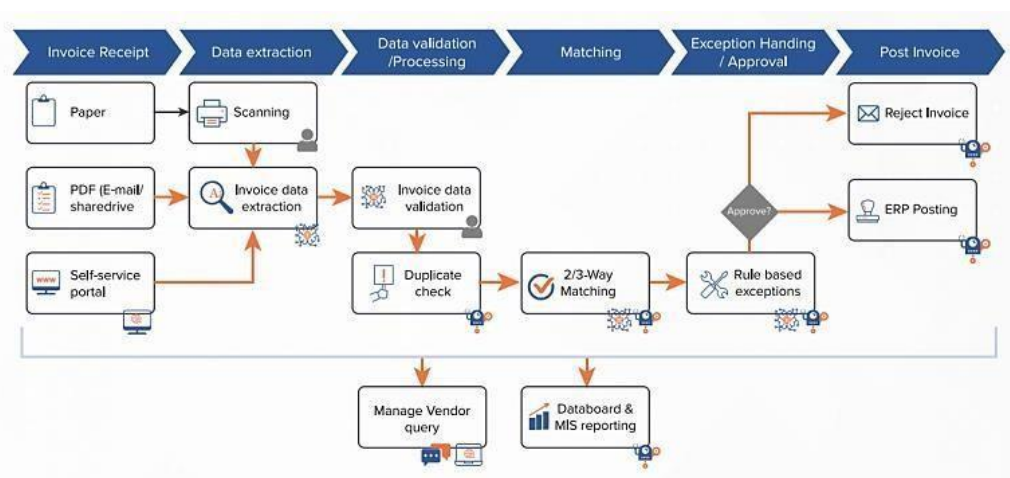 Invoice Receipt
Data extraction
Data validation
/Processing
Matching
Exception Handing
/ Approval
Post Invoice
Paper
Scanning
Reject Invoice
PDF (E-mail/
sharedrive
Invoice data
extraction
Invoice data
validation
Approve?
ERP Posting
www
Self-service
portal
Duplicate
check
2/3-Way
Matching
Rule based
exceptions
Manage Vendor
query
Databoard &
MIS reporting